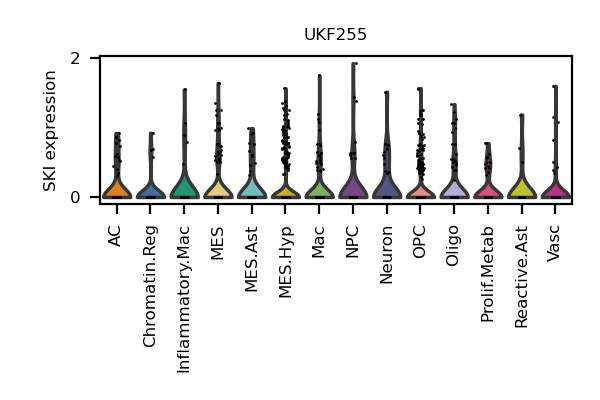 UKF255
SKI expression
2
0
AC
Chromatin.Reg
Inflammatory.Mac
MES
MES.Ast
MES.Hyp
Mac
NPC
Neuron
OPC
Oligo
Prolif.Metab
Reactive.Ast
Vasc